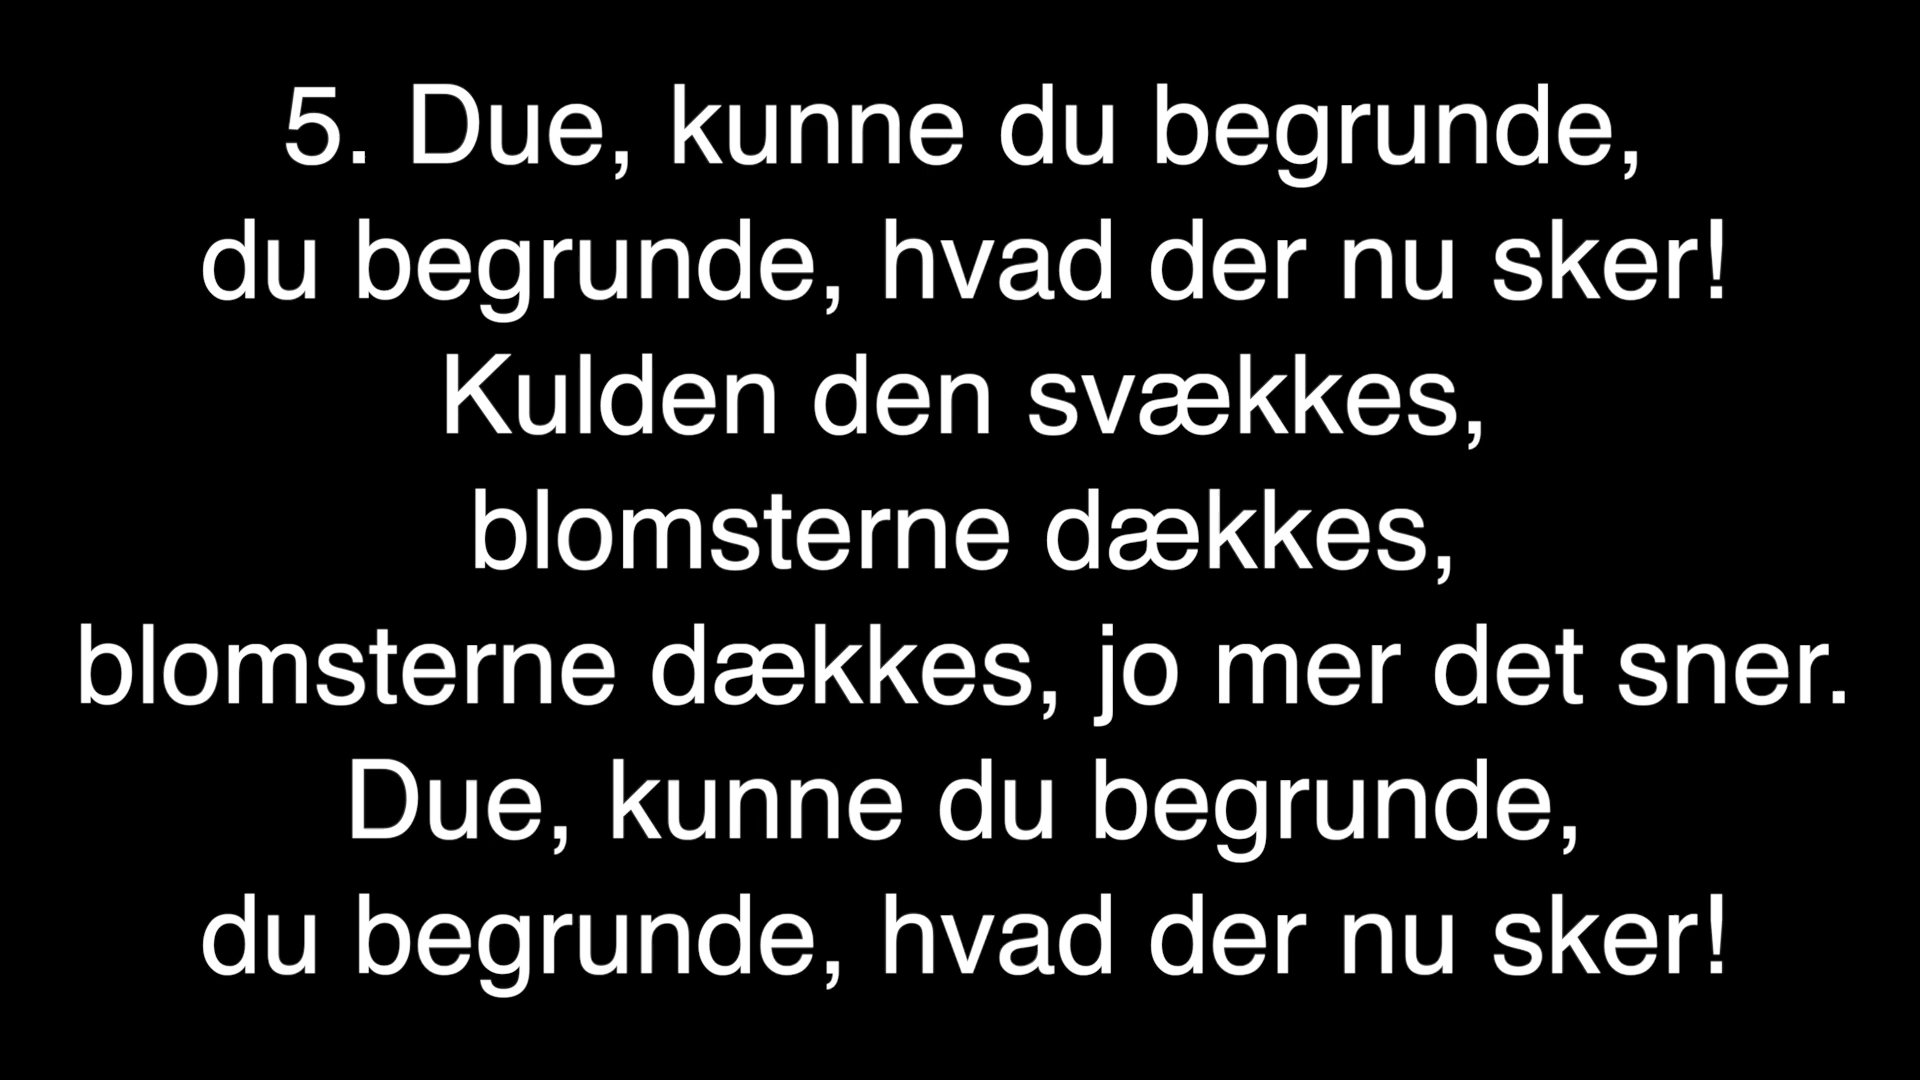 5. Due, kunne du begrunde,
du begrunde, hvad der nu sker!
Kulden den svækkes,
blomsterne dækkes,
blomsterne dækkes, jo mer det sner.
Due, kunne du begrunde,
du begrunde, hvad der nu sker!